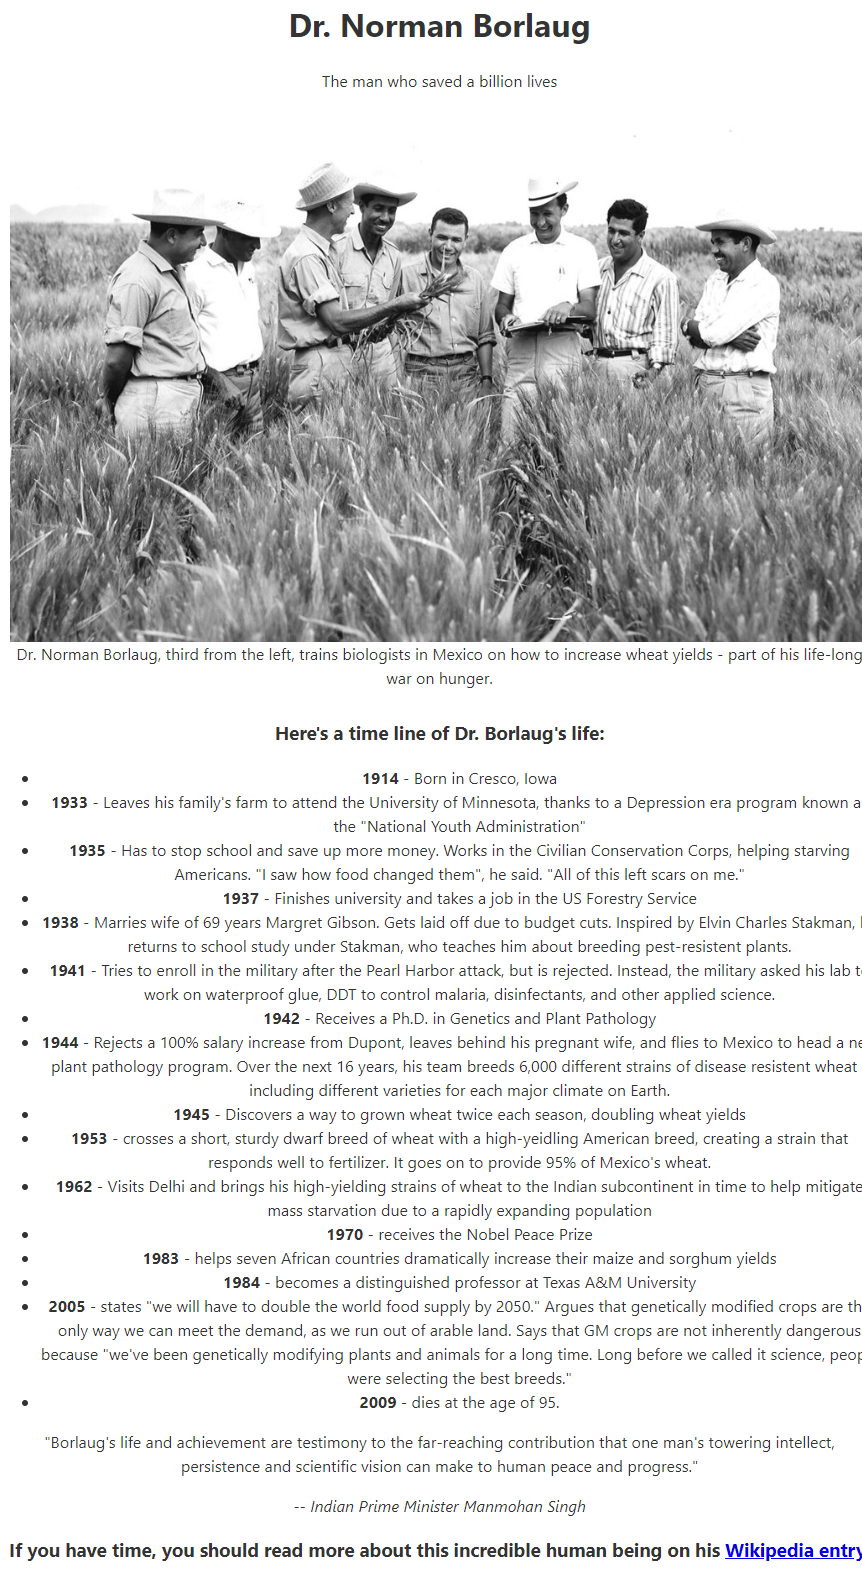 Dr. Norman Borlaug
The man who saved a billion lives
Dr. Norman Borlaug, third from the left, trains biologists in Mexico on how to increase wheat yields - part of his life-long
war on hunger.
Here's a time line of Dr. Borlaug's life:
1914 - Born in Cresco, Iowa
1933 - Leaves his family's farm to attend the University of Minnesota, thanks to a Depression era program known a
the "National Youth Administration"
1935 - Has to stop school and save up more money. Works in the Civilian Conservation Corps, helping starving
Americans. "I saw how food changed them", he said. "All of this left scars on me."
1937 - Finishes university and takes a job in the US Forestry Service
1938 - Marries wife of 69 years Margret Gibson. Gets laid off due to budget cuts. Inspired by Elvin Charles Stakman,
returns to school study under Stakman, who teaches him about breeding pest-resistent plants.
1941 - Tries to enroll in the military after the Pearl Harbor attack, but is rejected. Instead, the military asked his lab t
work on waterproof glue, DDT to control malaria, disinfectants, and other applied science.
1942 - Receives a Ph.D. in Genetics and Plant Pathology
1944 - Rejects a 100% salary increase from Dupont, leaves behind his pregnant wife, and flies to Mexico to head a ne
plant pathology program. Over the next 16 years, his team breeds 6,000 different strains of disease resistent wheat
including different varieties for each major climate on Earth.
1945 - Discovers a way to grown wheat twice each season, doubling wheat yields
1953 - crosses a short, sturdy dwarf breed of wheat with a high-yeidling American breed, creating a strain that
responds well to fertilizer. It goes on to provide 95% of Mexico's wheat.
1962 - Visits Delhi and brings his high-yielding strains of wheat to the Indian subcontinent in time to help mitigate
mass starvation due to a rapidly expanding population
1970 - receives the Nobel Peace Prize
1983 - helps seven African countries dramatically increase their maize and sorghum yields
1984 - becomes a distinguished professor at Texas A&M University
2005 - states "we will have to double the world food supply by 2050." Argues that genetically modified crops are th
only way we can meet the demand, as we run out of arable land. Says that GM crops are not inherently dangerous
because "we've been genetically modifying plants and animals for a long time. Long before we called it science, peop
were selecting the best breeds."
2009 - dies at the age of 95.
"Borlaug's life and achievement are testimony to the far-reaching contribution that one man's towering intellect,
persistence and scientific vision can make to human peace and progress."
-- Indian Prime Minister Manmohan Singh
If you have time, you should read more about this incredible human being on his Wikipedia entry